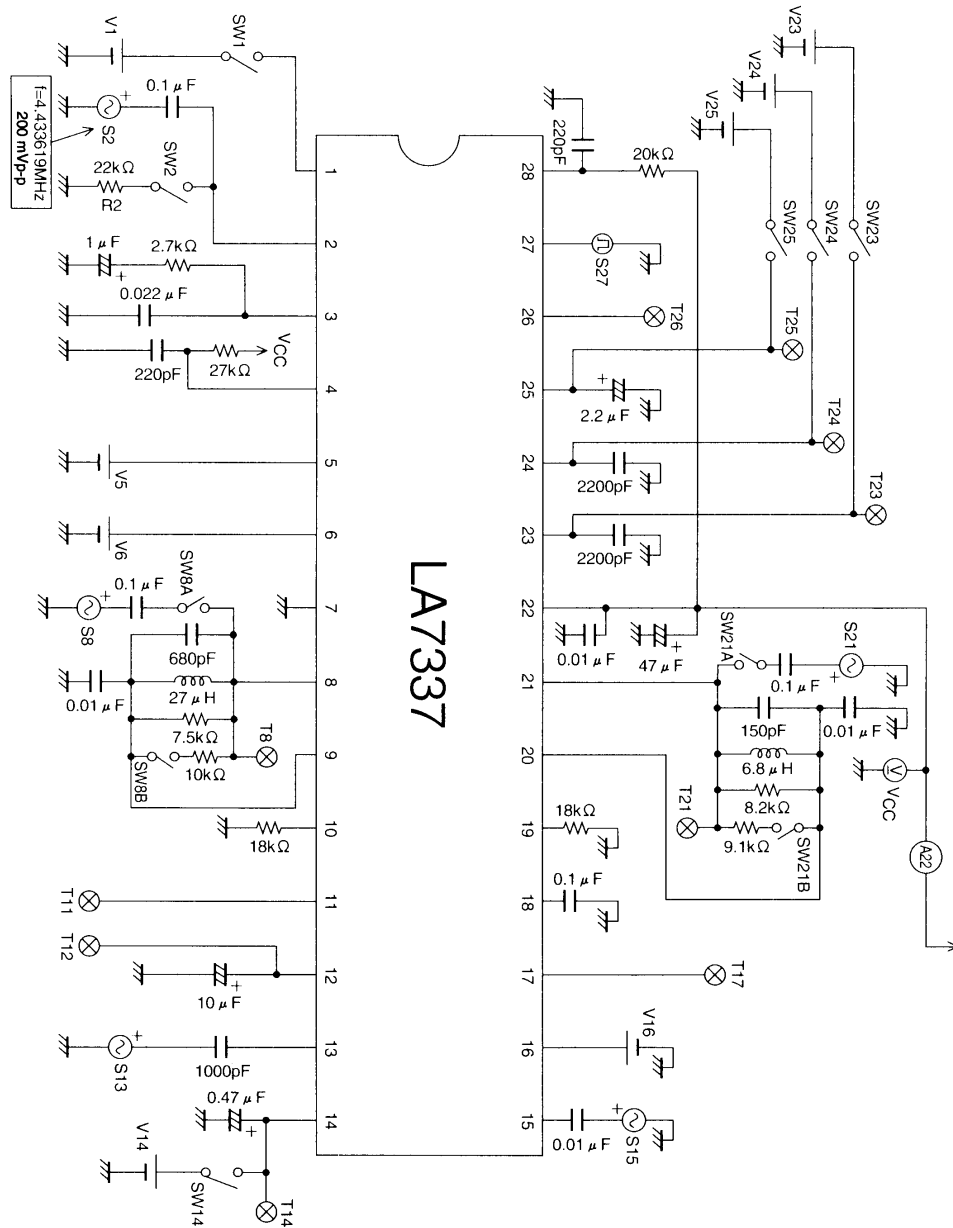 V1
SW1
0.1 μF
S2
+
f=4.433619MHz
200 mVp-p
22kΩ
R2
SW2
1 μF
+
2.7kΩ
0.022 μF
VCC
220pF
27kΩ
V5
V6
SW8A
0.1 μF
S8
+
680pF
27 μH
0.01 μF
7.5kΩ
T8
10kΩ
SW8B
18kΩ
T11
T12
+
10 μF
+
S13
1000pF
0.47 μF
+
V14
SW14
T14
1
2
3
4
5
6
7
8
9
10
11
12
13
14
LA7337
28
27
26
25
24
23
22
21
20
19
18
17
16
15
V23
V24
V25
220pF
20kΩ
SW23
SW24
SW25
S27
T26
T25
+
2.2 μF
T24
2200pF
T23
2200pF
0.01 μF
47 μF
SW21A
S21
+
0.1 μF
150pF
0.01 μF
6.8 μH
V
VCC
8.2kΩ
T21
9.1kΩ
SW21B
A22
18kΩ
0.1 μF
T17
V16
+
S15
0.01 μF